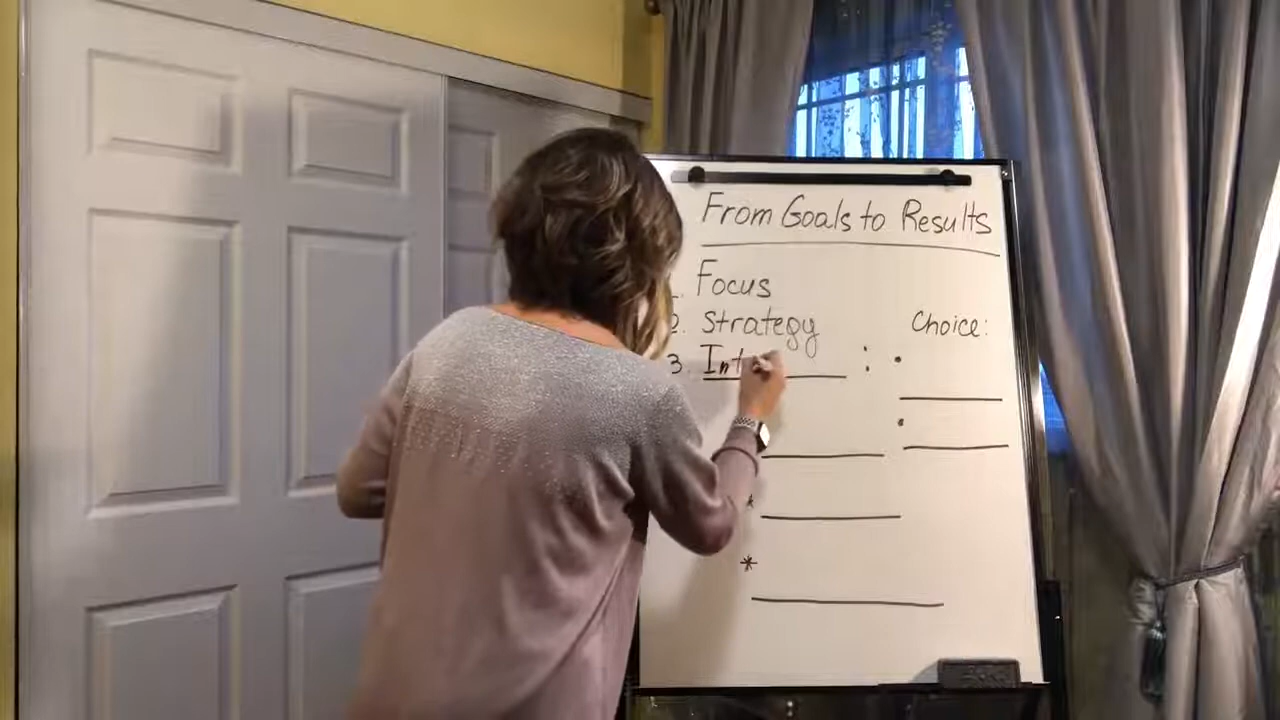 From Goals to Results
Focus
2. Strategy
Choice:
3. Int
:
*
*